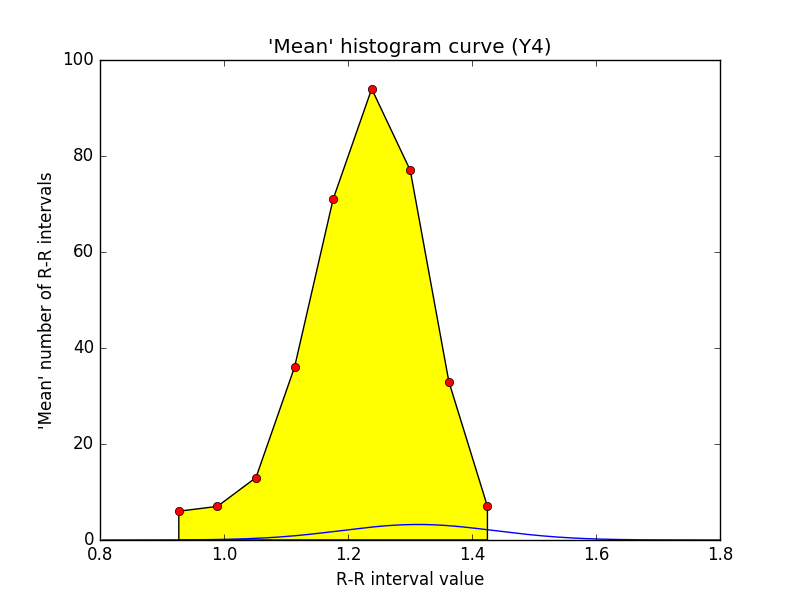 'Mean' histogram curve (Y4)
100
80
60
40
20
0
'Mean' number of R-R intervals
0.8 1.0 1.2 1.4 1.6 1.8
R-R interval value